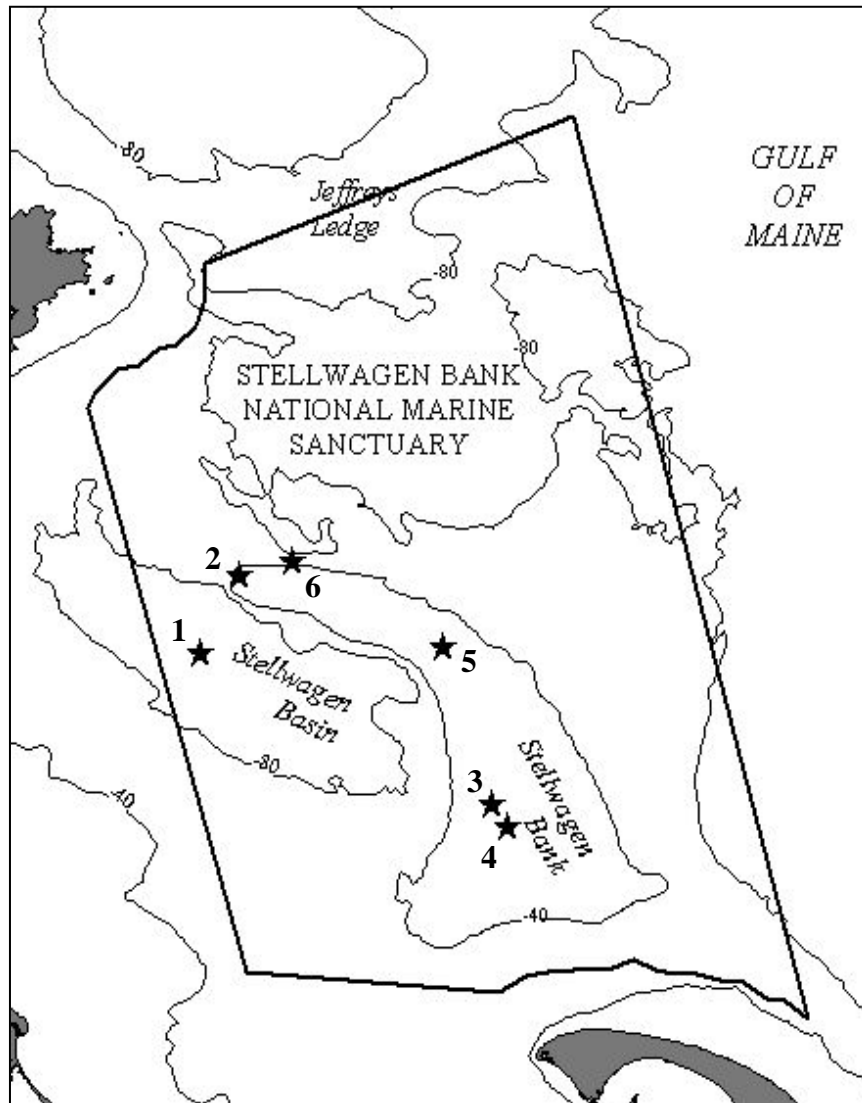 -80
Jeffreys
Ledge
GULF
OF
MAINE
-80
-80
STELLWAGEN BANK
NATIONAL MARINE
SANCTUARY
2
6
1
5
Stellwagen
Basin
-80
-40
3
4
Stellwagen
Bank
-40